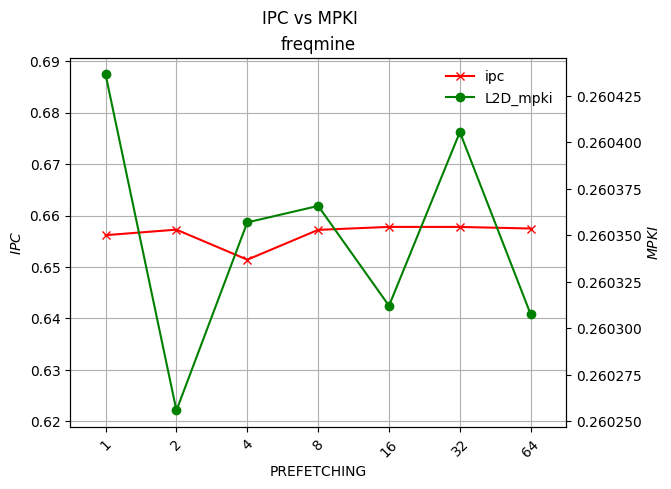 IPC vs MPKI
freqmine
ipc
L2D_mpki
0.69
0.68
0.67
0.66
0.65
0.64
0.63
0.62
IPC
0.260425
0.260400
0.260375
0.260350
0.260325
0.260300
0.260275
0.260250
MPKI
1 2 4 8 16 32 64
PREFETCHING